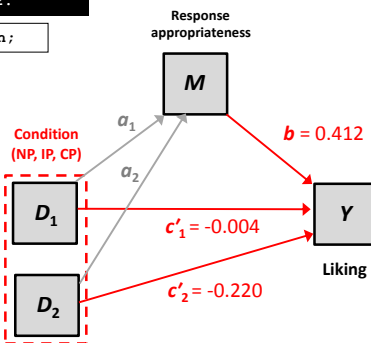 Response
appropriateness
M
a1
b = 0.412
Condition
(NP, IP, CP)
a2
D1
Y
c′1 = -0.004
Liking
D2
c′2 = -0.220